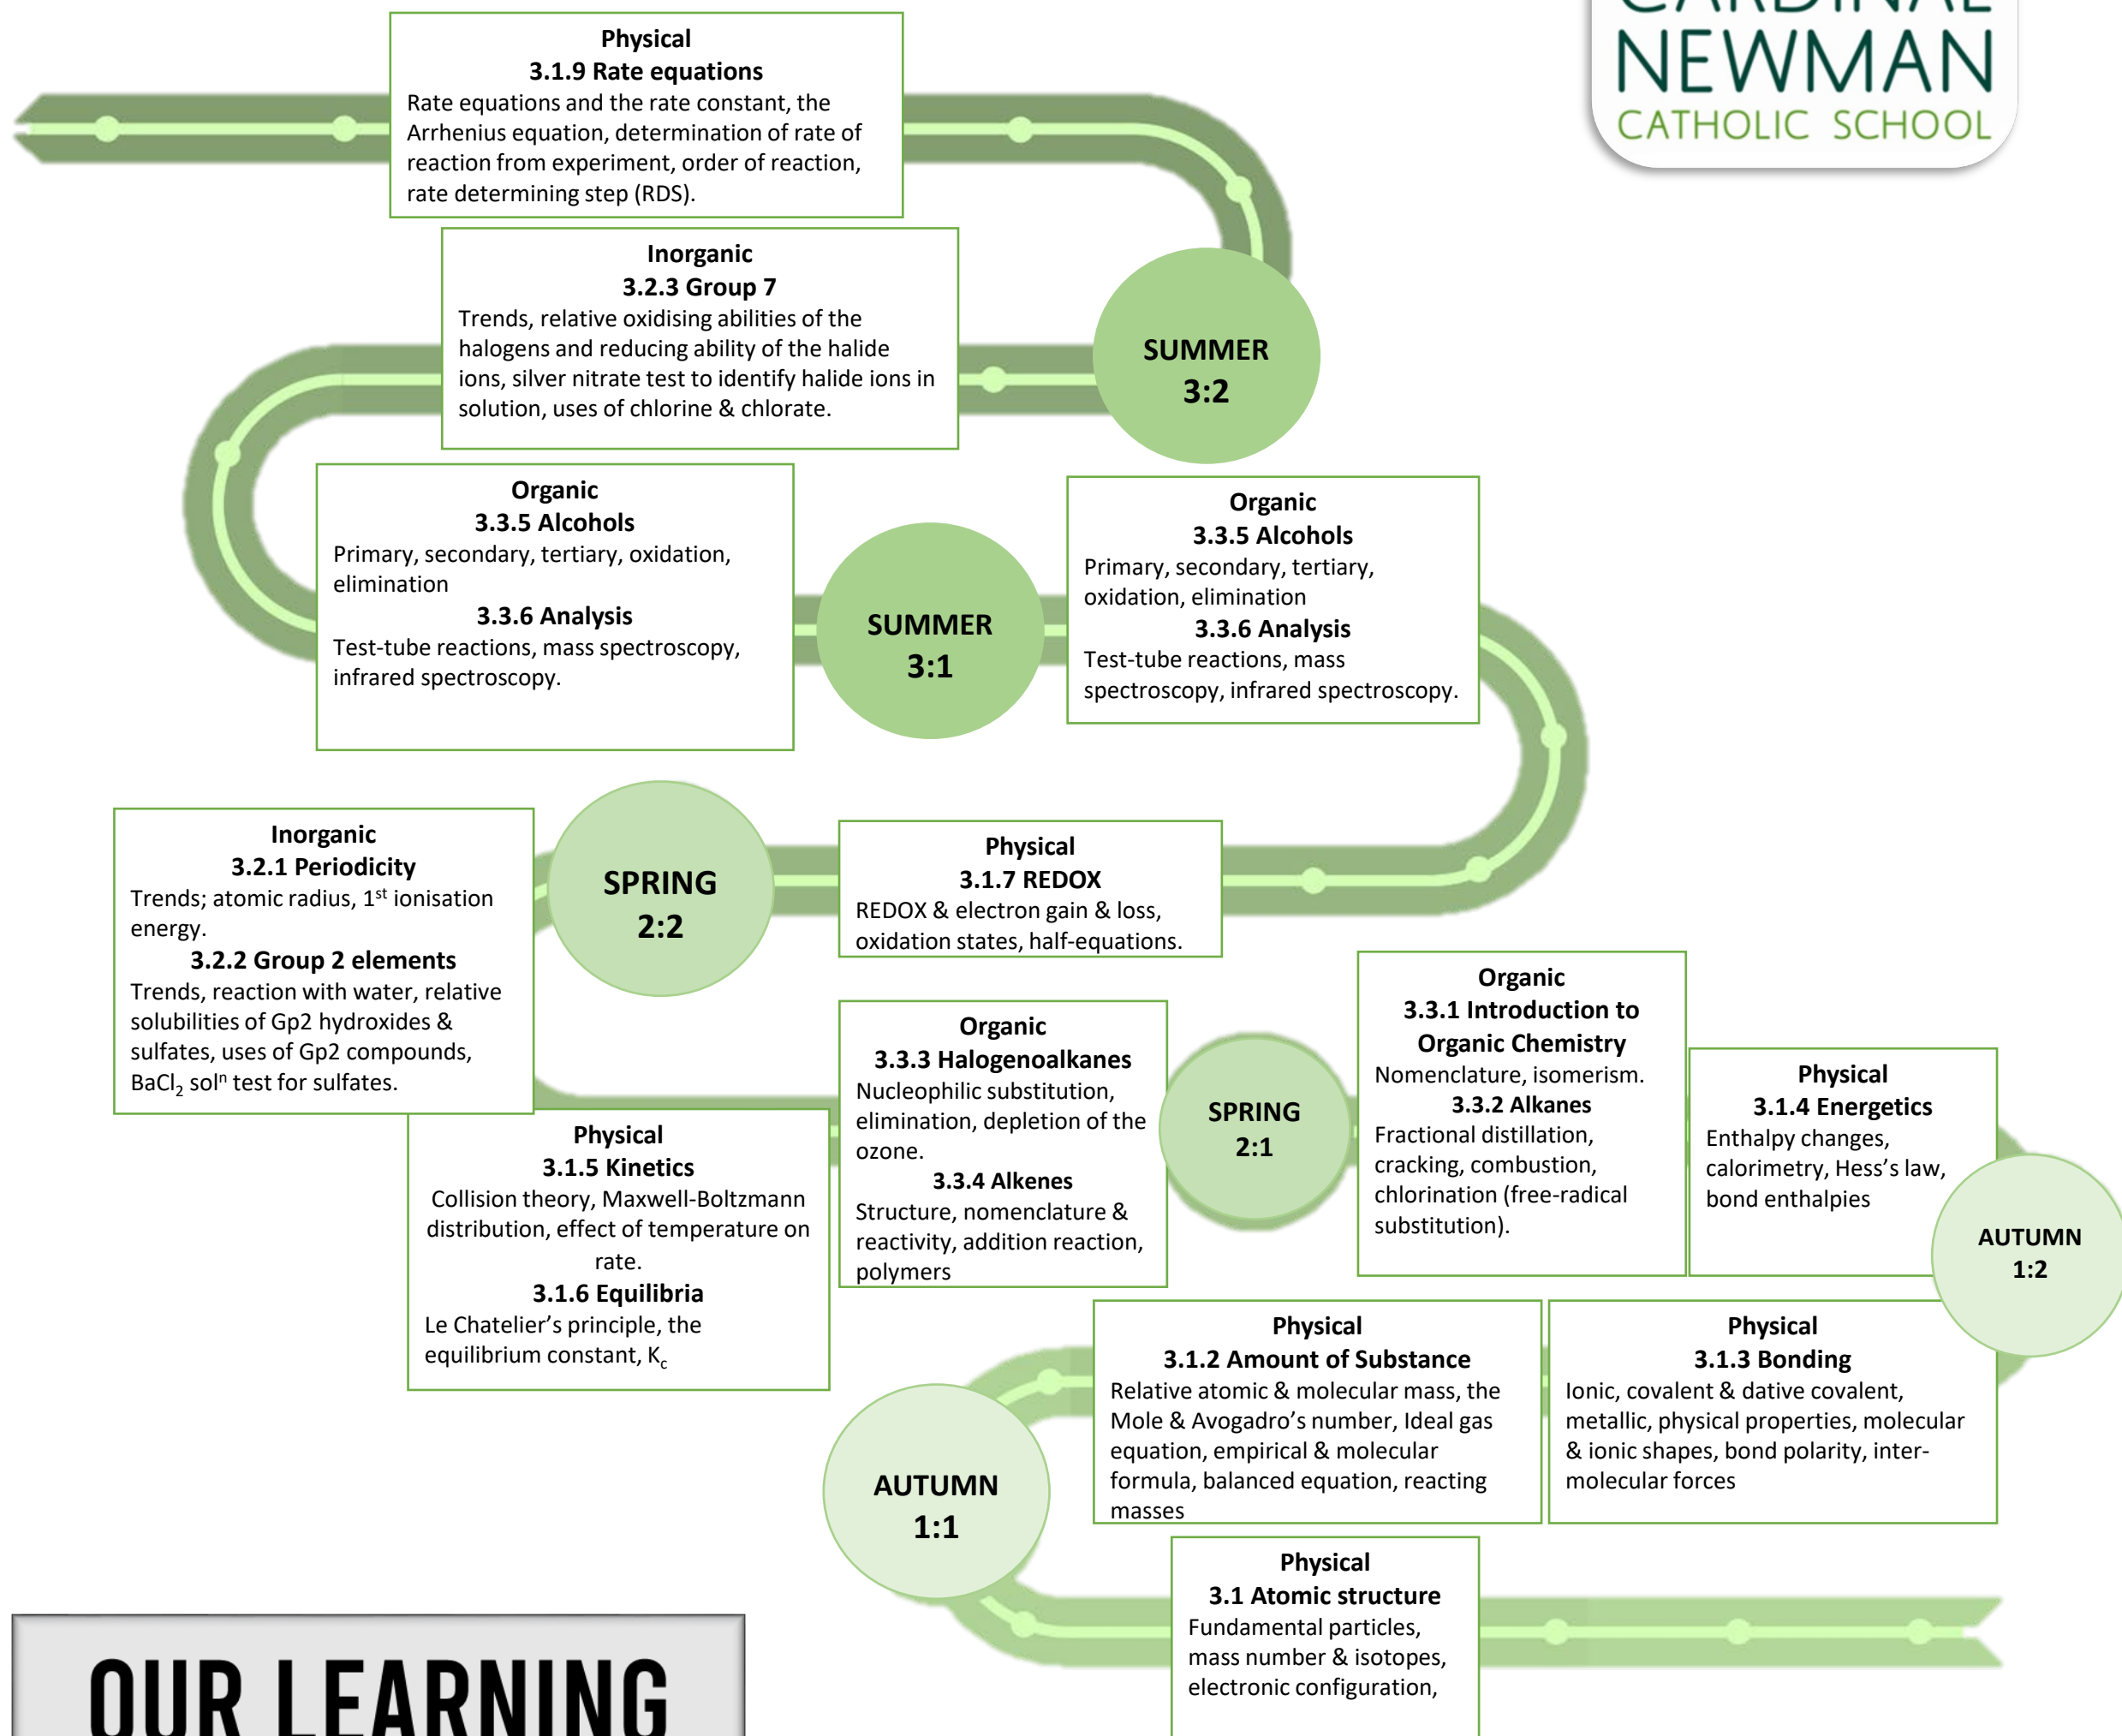 CARDINAL
NEWMAN
CATHOLIC SCHOOL
Physical
3.1.9 Rate equations
Rate equations and the rate constant, the
Arrhenius equation, determination of rate of
reaction from experiment, order of reaction,
rate determining step (RDS).
Inorganic
3.2.3 Group 7
Trends, relative oxidising abilities of the
halogens and reducing ability of the halide
ions, silver nitrate test to identify halide ions in
solution, uses of chlorine & chlorate.
SUMMER
3:2
Organic
3.3.5 Alcohols
Primary, secondary, tertiary, oxidation,
elimination
3.3.6 Analysis
Test-tube reactions, mass spectroscopy,
infrared spectroscopy.
SUMMER
3:1
Organic
3.3.5 Alcohols
Primary, secondary, tertiary,
oxidation, elimination
3.3.6 Analysis
Test-tube reactions, mass
spectroscopy, infrared spectroscopy.
Inorganic
3.2.1 Periodicity
Trends; atomic radius, 1st ionisation
energy.
3.2.2 Group 2 elements
Trends, reaction with water, relative
solubilities of Gp2 hydroxides &
sulfates, uses of Gp2 compounds,
BaCl₂ solⁿ test for sulfates.
SPRING
2:2
Physical
3.1.7 REDOX
REDOX & electron gain & loss,
oxidation states, half-equations.
Physical
3.1.5 Kinetics
Collision theory, Maxwell-Boltzmann
distribution, effect of temperature on
rate.
3.1.6 Equilibria
Le Chatelier’s principle, the
equilibrium constant, Kc
Organic
3.3.3 Halogenoalkanes
Nucleophilic substitution,
elimination, depletion of the
ozone.
3.3.4 Alkenes
Structure, nomenclature &
reactivity, addition reaction,
polymers
SPRING
2:1
Organic
3.3.1 Introduction to
Organic Chemistry
Nomenclature, isomerism.
3.3.2 Alkanes
Fractional distillation,
cracking, combustion,
chlorination (free-radical
substitution).
Physical
3.1.4 Energetics
Enthalpy changes,
calorimetry, Hess’s law,
bond enthalpies
AUTUMN
1:2
AUTUMN
1:1
Physical
3.1.2 Amount of Substance
Relative atomic & molecular mass, the
Mole & Avogadro’s number, Ideal gas
equation, empirical & molecular
formula, balanced equation, reacting
masses
Physical
3.1.3 Bonding
Ionic, covalent & dative covalent,
metallic, physical properties, molecular
& ionic shapes, bond polarity, inter-
molecular forces
Physical
3.1 Atomic structure
Fundamental particles,
mass number & isotopes,
electronic configuration,
OUR LEARNING